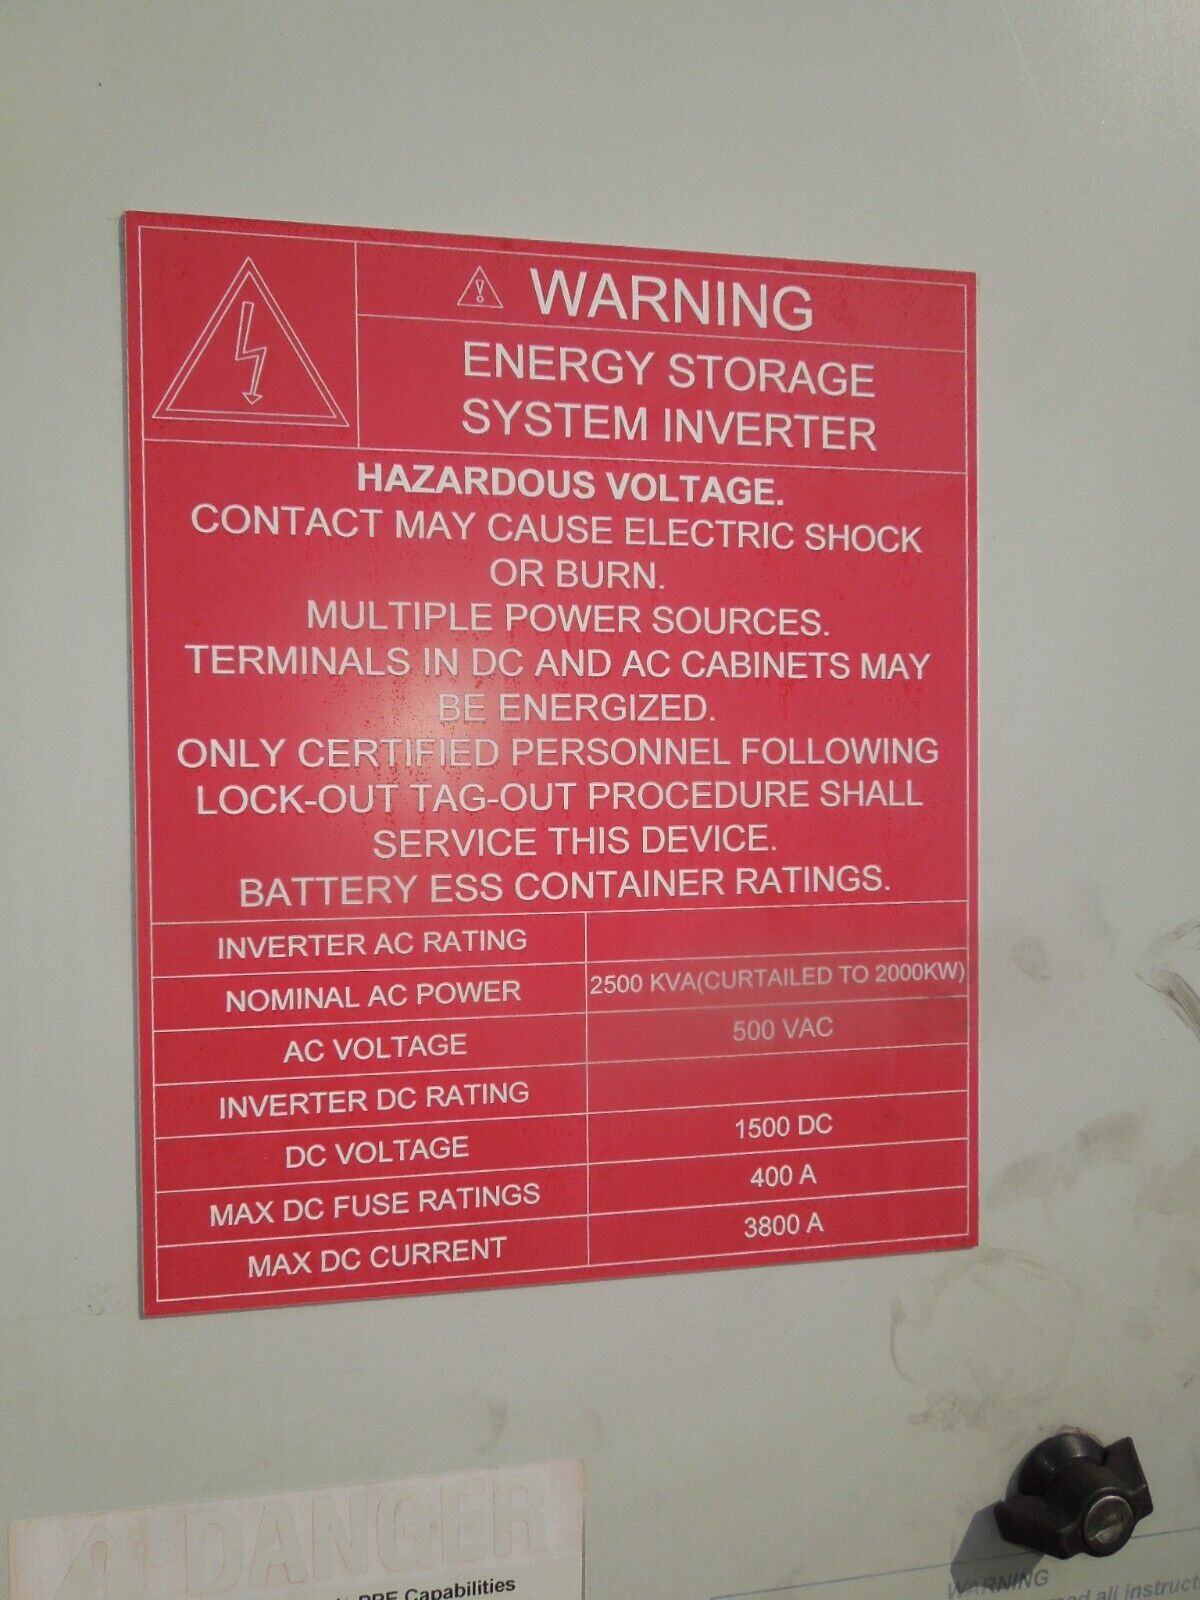 WARNING
ENERGY STORAGE
SYSTEM INVERTER
HAZARDOUS VOLTAGE.
CONTACT MAY CAUSE ELECTRIC SHOCK
OR BURN.
MULTIPLE POWER SOURCES.
TERMINALS IN DC AND AC CABINETS MAY
BE ENERGIZED.
ONLY CERTIFIED PERSONNEL FOLLOWING
LOCK-OUT TAG-OUT PROCEDURE SHALL
SERVICE THIS DEVICE.
BATTERY ESS CONTAINER RATINGS.
INVERTER AC RATING
NOMINAL AC POWER 2500 KVA(CURTAILED TO 2000KW)
AC VOLTAGE 500 VAC
INVERTER DC RATING
DC VOLTAGE 1500 DC
MAX DC FUSE RATINGS 400 A
MAX DC CURRENT 3800 A
DANGER
PPE Capabilities
WARNING
all instruct